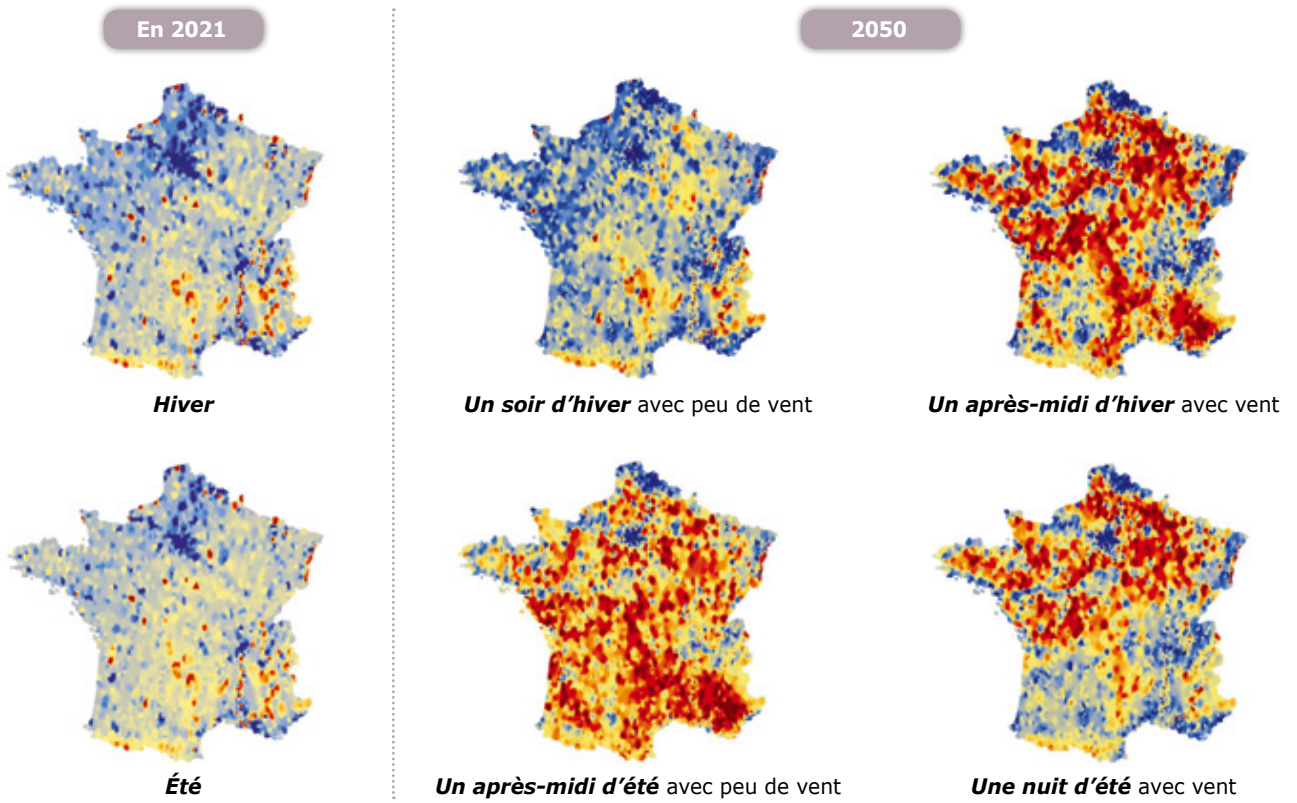 En 2021
2050
Hiver
Un soir d'hiver avec peu de vent
Un après-midi d'hiver avec vent
Été
Un après-midi d'été avec peu de vent
Une nuit d'été avec vent